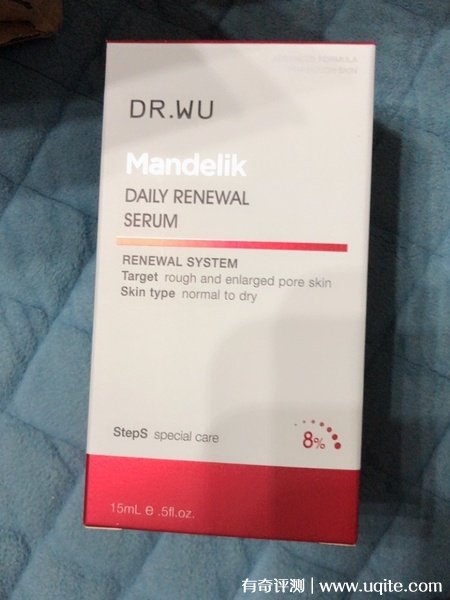 DR.WU
Mandelik
DAILY RENEWAL
SERUM
RENEWAL SYSTEM
Target rough and enlarged pore skin
Skin type normal to dry
StepS special care
8%
15mL e .5fl.oz.
有奇评测 | www.uqite.com